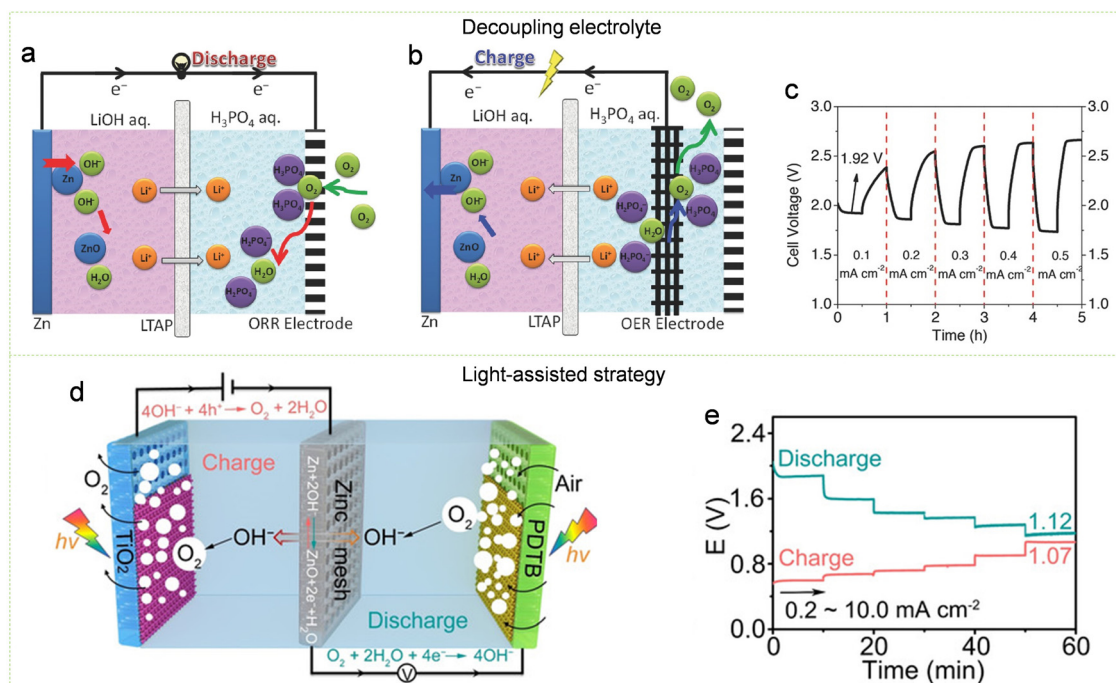 Decoupling electrolyte
a
Discharge
e⁻
e⁻
LiOH aq.
H₃PO₄ aq.
OH⁻
Zn
OH⁻
ZnO
H₂O
Li⁺
Li⁺
Li⁺
Li⁺
H₃PO₄
O₂
H₃PO₄
O₂
O₂
H₂PO₄⁻
H₂O
H₂PO₄⁻
Zn
LTAP
ORR Electrode
b
Charge
e⁻
e⁻
LiOH aq.
H₃PO₄ aq.
O₂
O₂
OH⁻
Zn
OH⁻
ZnO
H₂O
Li⁺
Li⁺
Li⁺
Li⁺
H₃PO₄
O₂
H₃PO₄
H₂O
H₂PO₄⁻
H₃PO₄
Zn
LTAP
OER Electrode
c
Cell Voltage (V)
3.0
2.5
2.0
1.5
1.0
3.0
2.5
2.0
1.5
1.0
1.92 V
0.1
mA cm⁻²
0.2
mA cm⁻²
0.3
mA cm⁻²
0.4
mA cm⁻²
0.5
mA cm⁻²
0 1 2 3 4 5
Time (h)
Light-assisted strategy
d
4OH⁻ + 4h⁺ → O₂ + 2H₂O
Charge
O₂
hν
TiO₂
O₂
OH⁻
Zn+2OH⁻
ZnO+2e⁻+H₂O
Zinc mesh
OH⁻
O₂
Air
PDTB
hν
Discharge
O₂ + 2H₂O + 4e⁻ → 4OH⁻
V
e
E (V)
2.4
1.6
0.8
0.0
Discharge
1.12
Charge
1.07
0.2 ~ 10.0 mA cm⁻²
0 20 40 60
Time (min)